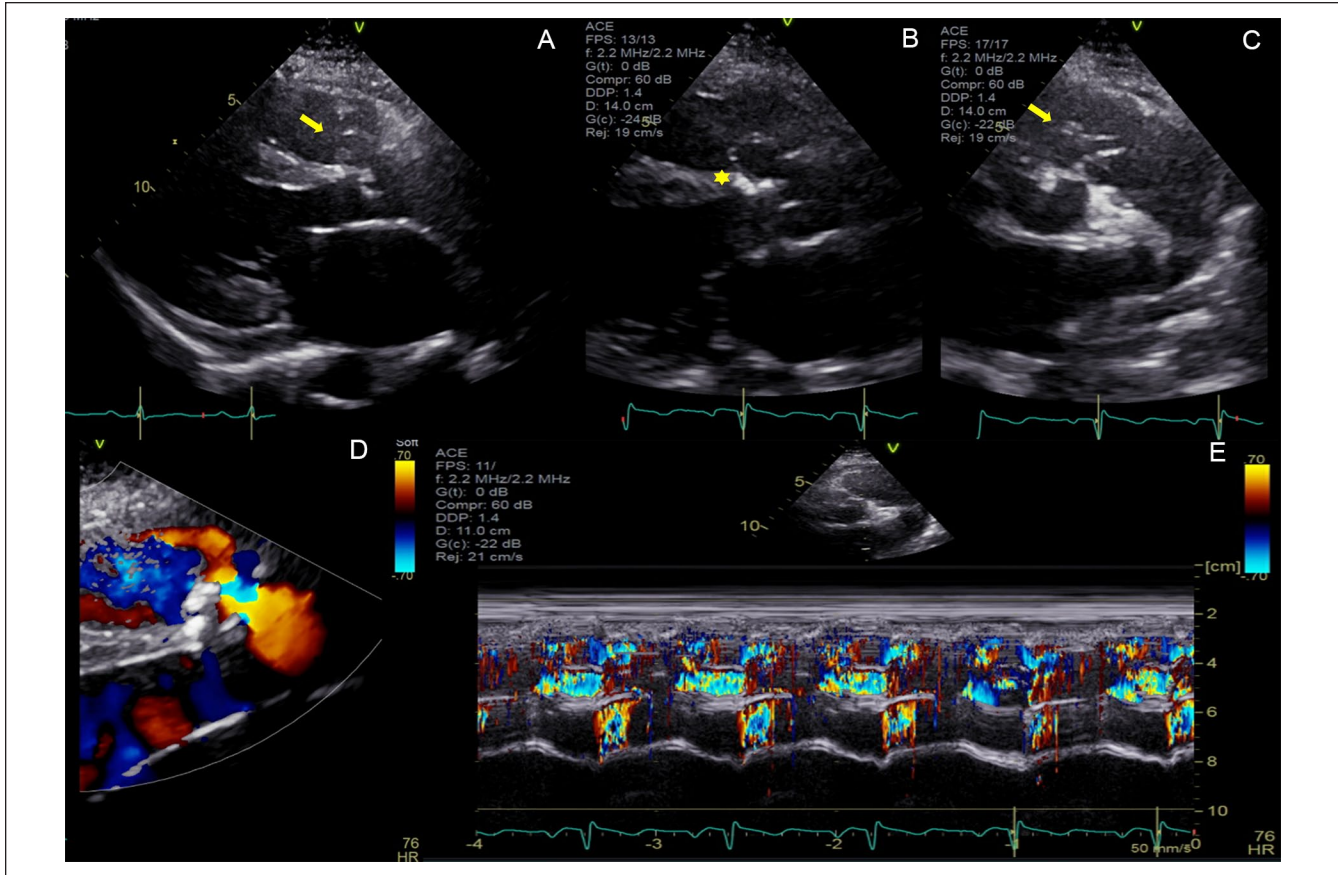 A
5
10
V
ACE
FPS: 13/13
f: 2.2 MHz/2.2 MHz
G(t): 0 dB
Compr: 60 dB
DDP: 1.4
D: 14.0 cm
G(c): -24 dB
Rej: 19 cm/s
5
V
B
ACE
FPS: 17/17
f: 2.2 MHz/2.2 MHz
G(t): 0 dB
Compr: 60 dB
DDP: 1.4
D: 14.0 cm
G(c): -22 dB
Rej: 19 cm/s
5
V
C
V
D
Soft
.70
-.70
76
HR
ACE
FPS: 11/
f: 2.2 MHz/2.2 MHz
G(t): 0 dB
Compr: 60 dB
DDP: 1.4
D: 11.0 cm
G(c): -22 dB
Rej: 21 cm/s
V
5
10
E
.70
-.70
[cm]
2
4
6
8
10
-4
-3
-2
-1
0
50 mm/s
76
HR